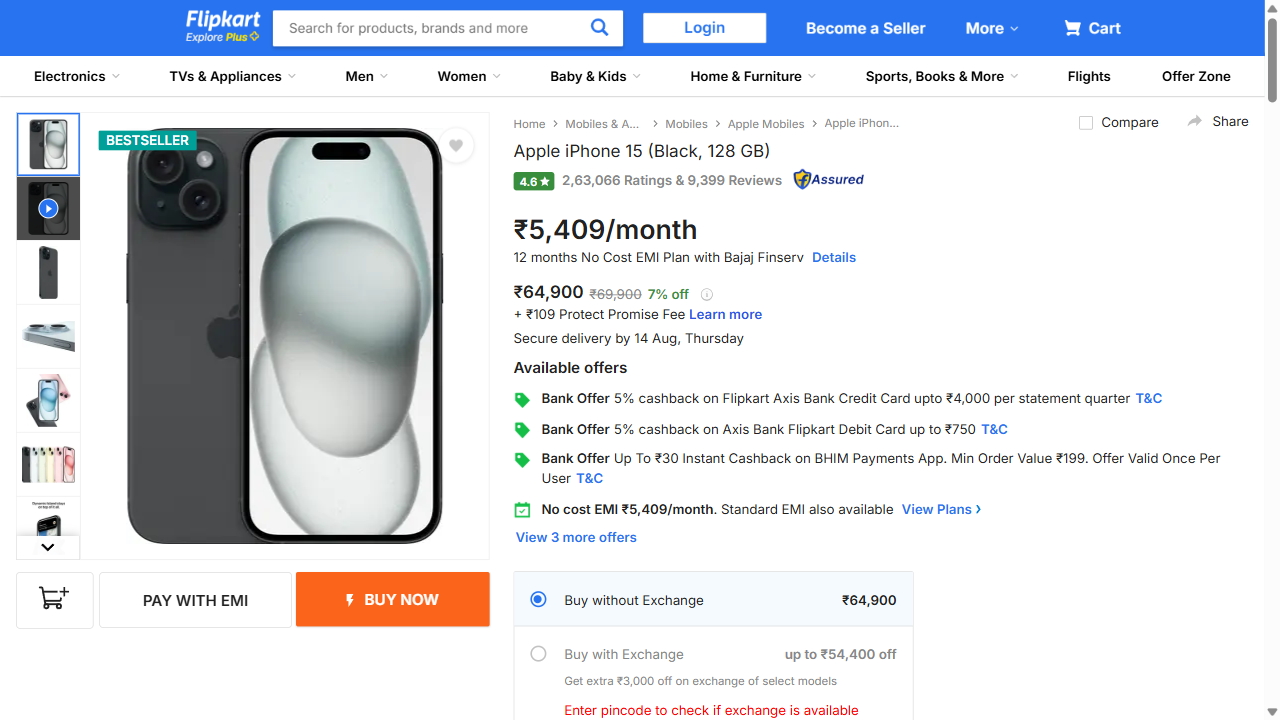 Flipkart
Explore Plus
Search for products, brands and more
Login
Become a Seller
More
Cart
Electronics
TVs & Appliances
Men
Women
Baby & Kids
Home & Furniture
Sports, Books & More
Flights
Offer Zone
BESTSELLER
Home
Mobiles & A...
Mobiles
Apple Mobiles
Apple iPhon...
Compare
Share
Apple iPhone 15 (Black, 128 GB)
4.6 ★ 2,63,066 Ratings & 9,399 Reviews
Assured
₹5,409/month
12 months No Cost EMI Plan with Bajaj Finserv Details
₹64,900 ₹69,900 7% off
+ ₹109 Protect Promise Fee Learn more
Secure delivery by 14 Aug, Thursday
Available offers
Bank Offer 5% cashback on Flipkart Axis Bank Credit Card upto ₹4,000 per statement quarter T&C
Bank Offer 5% cashback on Axis Bank Flipkart Debit Card up to ₹750 T&C
Bank Offer Up To ₹30 Instant Cashback on BHIM Payments App. Min Order Value ₹199. Offer Valid Once Per
User T&C
No cost EMI ₹5,409/month. Standard EMI also available View Plans
View 3 more offers
PAY WITH EMI
BUY NOW
Buy without Exchange
₹64,900
Buy with Exchange
up to ₹54,400 off
Get extra ₹3,000 off on exchange of select models
Enter pincode to check if exchange is available